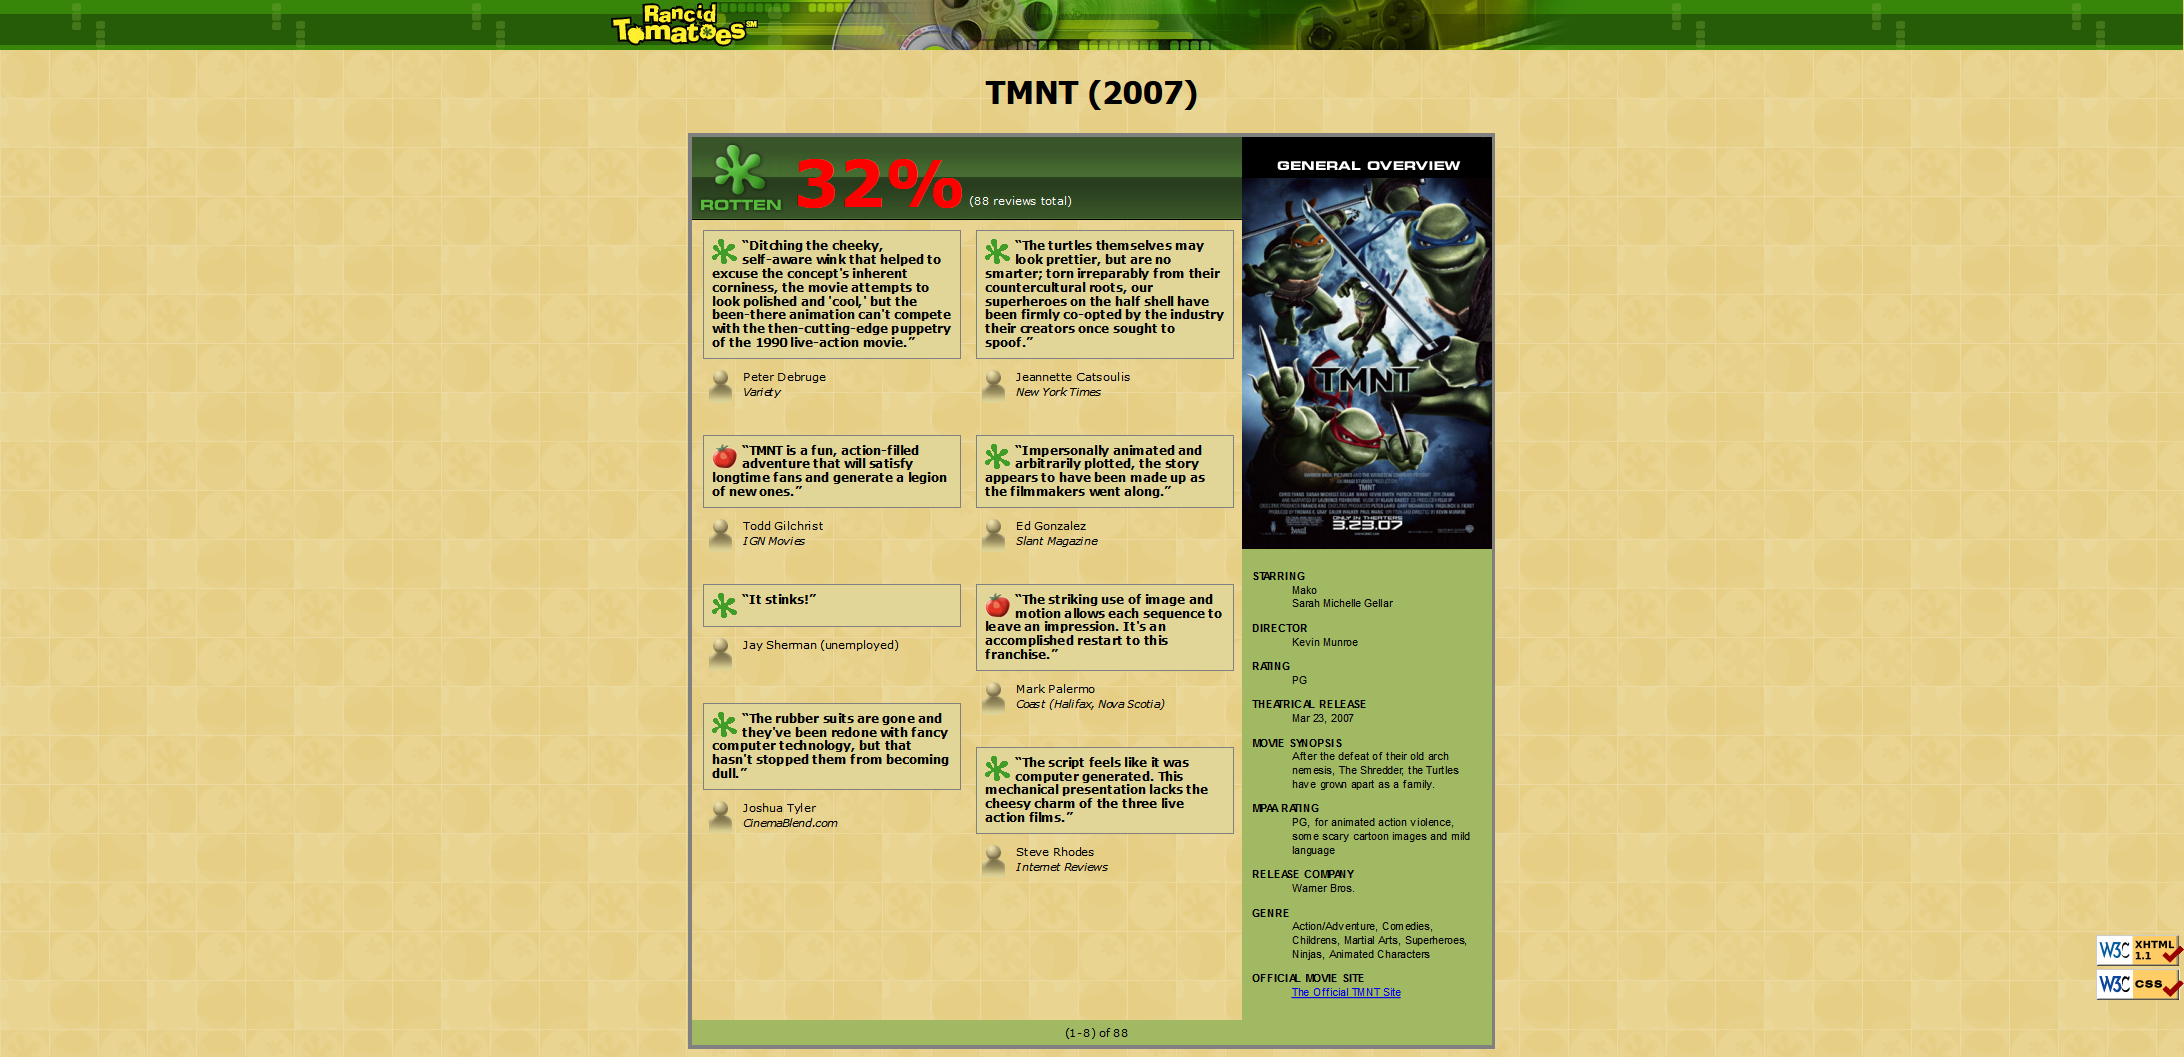 Rancid
Tomatoes SM
TMNT (2007)
ROTTEN
32% (88 reviews total)
“Ditching the cheeky,
self-aware wink that helped to
excuse the concept's inherent
corniness, the movie attempts to
look polished and 'cool,' but the
been-there animation can't compete
with the then-cutting-edge puppetry
of the 1990 live-action movie.”
Peter Debruge
Variety
“TMNT is a fun, action-filled
adventure that will satisfy
longtime fans and generate a legion
of new ones.”
Todd Gilchrist
IGN Movies
“It stinks!”
Jay Sherman (unemployed)
“The rubber suits are gone and
they've been redone with fancy
computer technology, but that
hasn't stopped them from becoming
dull.”
Joshua Tyler
CinemaBlend.com
“The turtles themselves may
look prettier, but are no
smarter; torn irreparably from their
countercultural roots, our
superheroes on the half shell have
been firmly co-opted by the industry
their creators once sought to
spoof.”
Jeannette Catsoulis
New York Times
“Impersonally animated and
arbitrarily plotted, the story
appears to have been made up as
the filmmakers went along.”
Ed Gonzalez
Slant Magazine
“The striking use of image and
motion allows each sequence to
leave an impression. It's an
accomplished restart to this
franchise.”
Mark Palermo
Coast (Halifax, Nova Scotia)
“The script feels like it was
computer generated. This
mechanical presentation lacks the
cheesy charm of the three live
action films.”
Steve Rhodes
Internet Reviews
GENERAL OVERVIEW
TMNT
TMNT
ONLY IN THEATERS
3.23.07
STARRING
Mako
Sarah Michelle Gellar
DIRECTOR
Kevin Munroe
RATING
PG
THEATRICAL RELEASE
Mar 23, 2007
MOVIE SYNOPSIS
After the defeat of their old arch
nemesis, The Shredder, the Turtles
have grown apart as a family.
MPAA RATING
PG, for animated action violence,
some scary cartoon images and mild
language
RELEASE COMPANY
Warner Bros.
GENRE
Action/Adventure, Comedies,
Childrens, Martial Arts, Superheroes,
Ninjas, Animated Characters
OFFICIAL MOVIE SITE
The Official TMNT Site
(1-8) of 88
W3C XHTML
1.1
W3C CSS